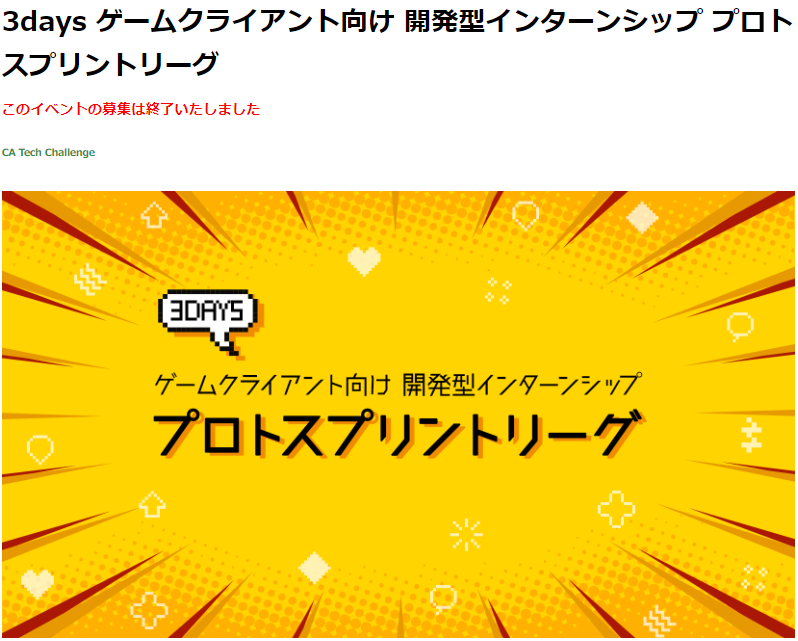 3days ゲームクライアント向け 開発型インターンシップ プロト
スプリントリーグ
このイベントの募集は終了いたしました
CA Tech Challenge
3DAYS
ゲームクライアント向け 開発型インターンシップ
プロトスプリントリーグ